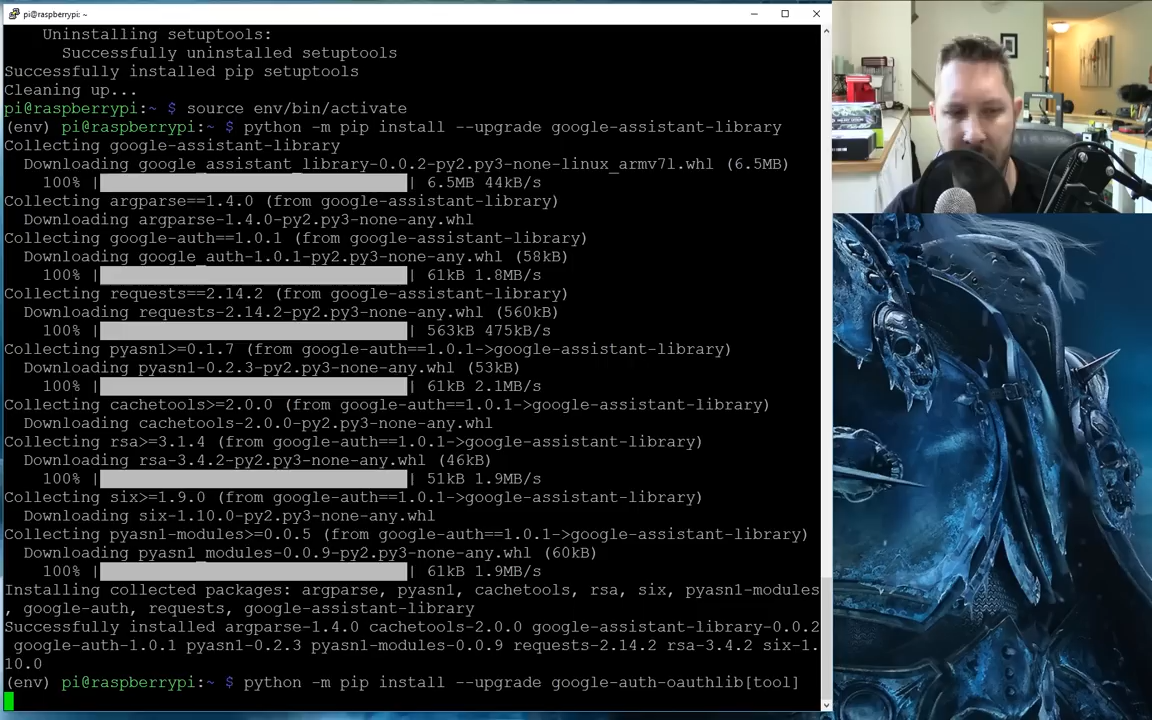 pi@raspberrypi: ~
Uninstalling setuptools:
Successfully uninstalled setuptools
Successfully installed pip setuptools
Cleaning up...
pi@raspberrypi:~ $ source env/bin/activate
(env) pi@raspberrypi:~ $ python -m pip install --upgrade google-assistant-library
Collecting google-assistant-library
Downloading google_assistant_library-0.0.2-py2.py3-none-linux_armv7l.whl (6.5MB)
100% | | 6.5MB 44kB/s
Collecting argparse==1.4.0 (from google-assistant-library)
Downloading argparse-1.4.0-py2.py3-none-any.whl
Collecting google-auth==1.0.1 (from google-assistant-library)
Downloading google_auth-1.0.1-py2.py3-none-any.whl (58kB)
100% | | 61kB 1.8MB/s
Collecting requests==2.14.2 (from google-assistant-library)
Downloading requests-2.14.2-py2.py3-none-any.whl (560kB)
100% | | 563kB 475kB/s
Collecting pyasn1>=0.1.7 (from google-auth==1.0.1->google-assistant-library)
Downloading pyasn1-0.2.3-py2.py3-none-any.whl (53kB)
100% | | 61kB 2.1MB/s
Collecting cachetools>=2.0.0 (from google-auth==1.0.1->google-assistant-library)
Downloading cachetools-2.0.0-py2.py3-none-any.whl
Collecting rsa>=3.1.4 (from google-auth==1.0.1->google-assistant-library)
Downloading rsa-3.4.2-py2.py3-none-any.whl (46kB)
100% | | 51kB 1.9MB/s
Collecting six>=1.9.0 (from google-auth==1.0.1->google-assistant-library)
Downloading six-1.10.0-py2.py3-none-any.whl
Collecting pyasn1-modules>=0.0.5 (from google-auth==1.0.1->google-assistant-library)
Downloading pyasn1_modules-0.0.9-py2.py3-none-any.whl (60kB)
100% | | 61kB 1.9MB/s
Installing collected packages: argparse, pyasn1, cachetools, rsa, six, pyasn1-modules
, google-auth, requests, google-assistant-library
Successfully installed argparse-1.4.0 cachetools-2.0.0 google-assistant-library-0.0.2
google-auth-1.0.1 pyasn1-0.2.3 pyasn1-modules-0.0.9 requests-2.14.2 rsa-3.4.2 six-1.
10.0
(env) pi@raspberrypi:~ $ python -m pip install --upgrade google-auth-oauthlib[tool]